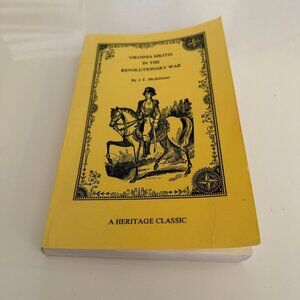 VIRGINIA MILITIA
IN THE
REVOLUTIONARY WAR
By J.T. McAllister
A HERITAGE CLASSIC